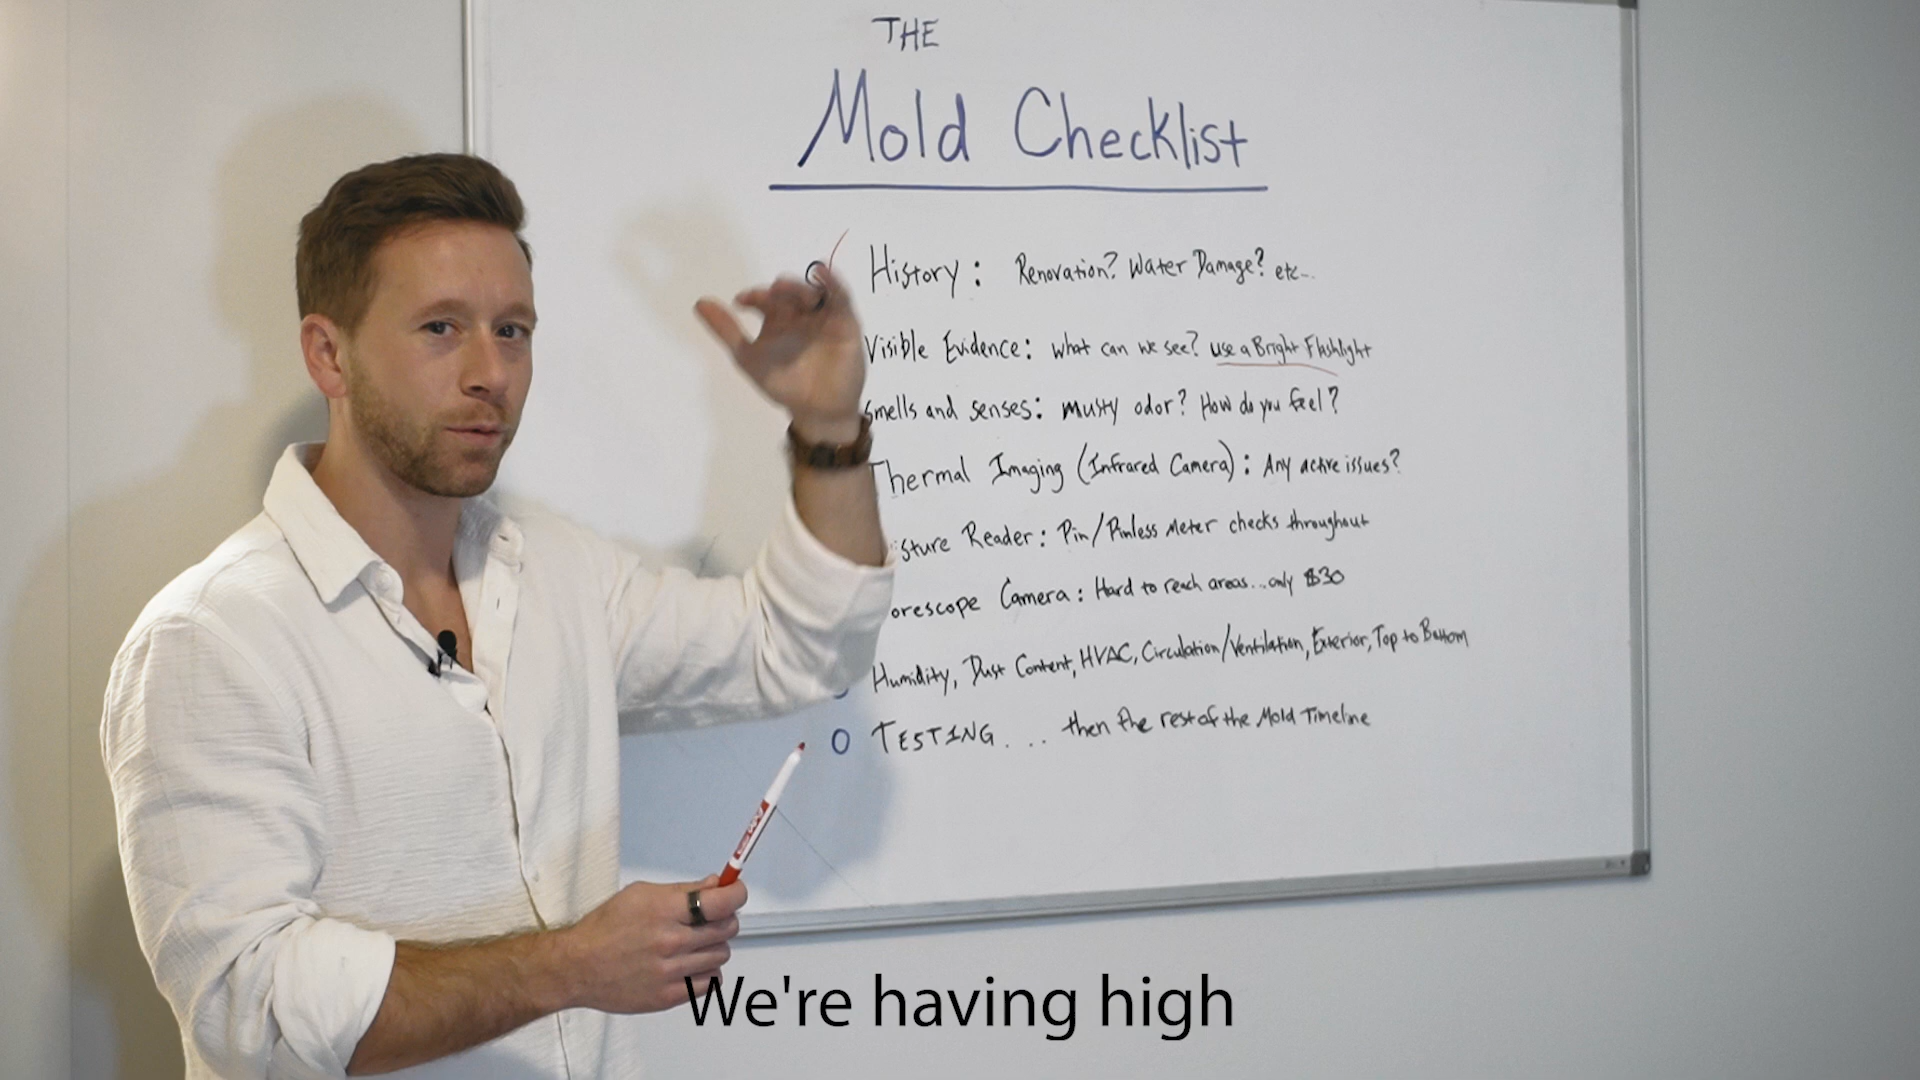 THE
Mold Checklist
History: Renovation? Water Damage? etc...
Visible Evidence: what can we see? use a Bright Flashlight
Smells and senses: musty odor? How do you feel?
Thermal Imaging (Infrared Camera): Any active issues?
isture Reader: Pin/Pinless Meter checks throughout
orescope Camera: Hard to reach areas...only $30
Humidity, Dust Content, HVAC, Circulation/Ventilation, Exterior, Top to Bottom
TESTING.... then the rest of the Mold Timeline
We're having high